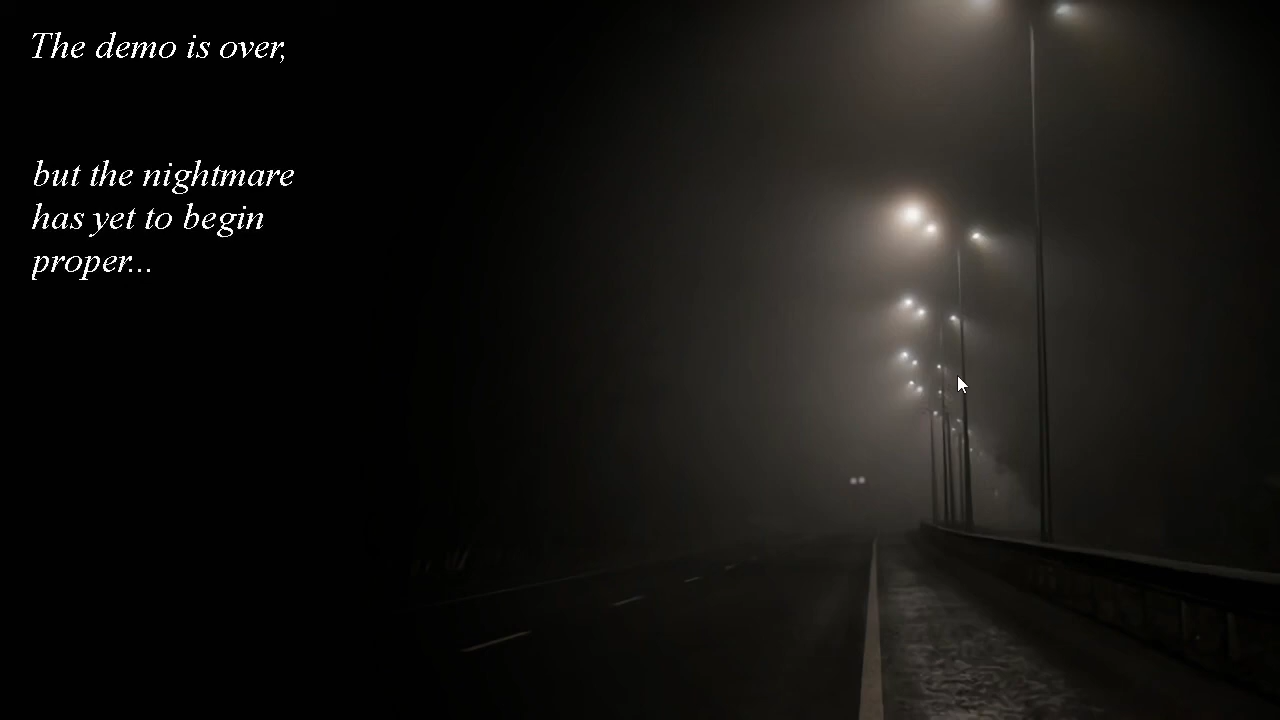 The demo is over,
but the nightmare
has yet to begin
proper...